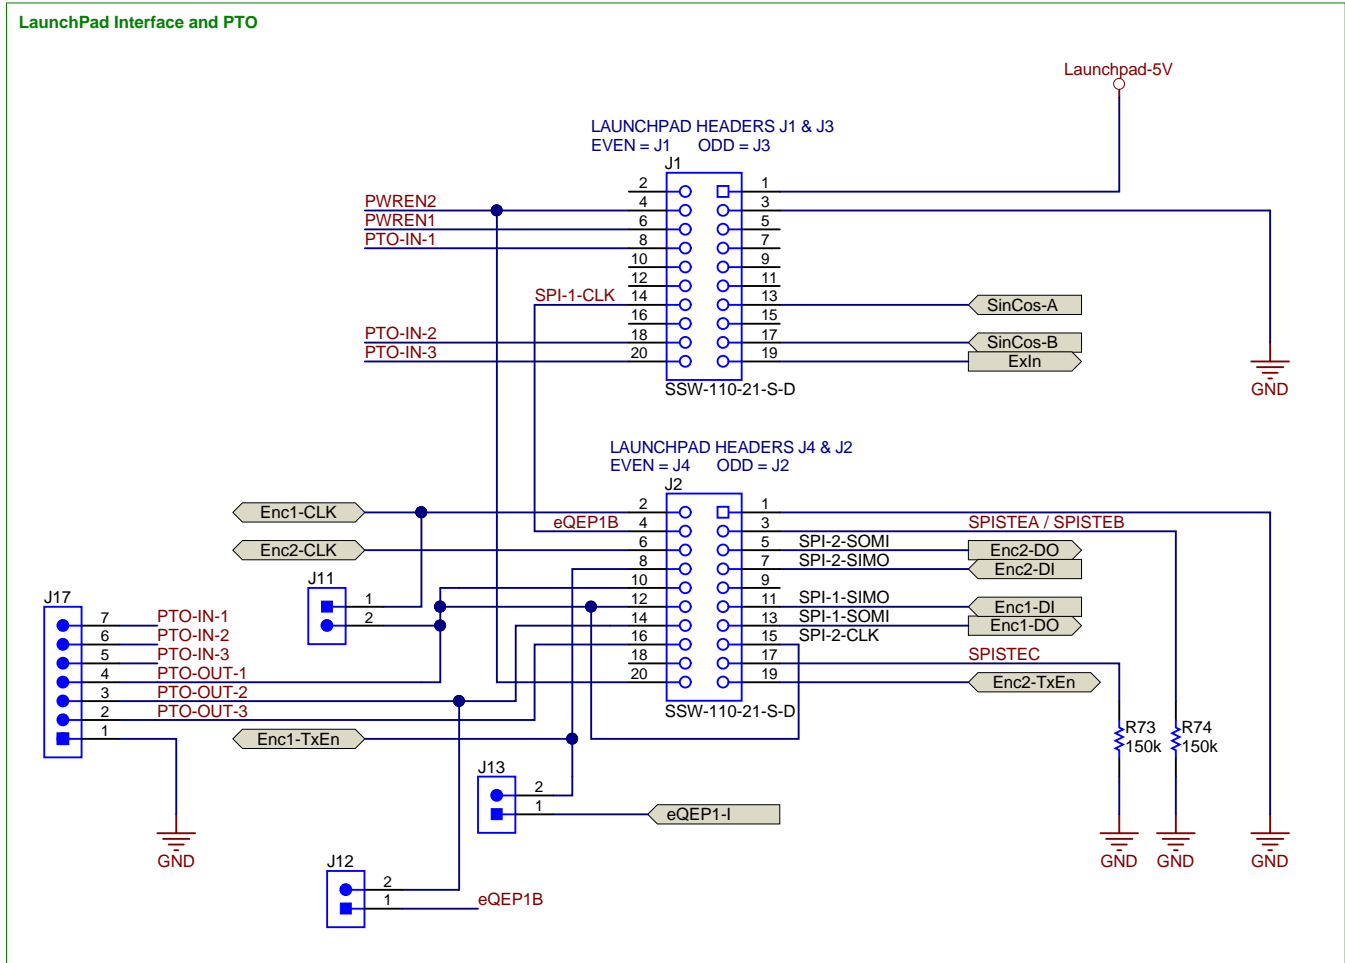 LaunchPad Interface and PTO
Launchpad-5V
LAUNCHPAD HEADERS J1 & J3
EVEN = J1 ODD = J3
J1
2 1
PWREN2 4 3
PWREN1 6 5
PTO-IN-1 8 7
10 9
12 11
SPI-1-CLK 14 13 SinCos-A
16 15
PTO-IN-2 18 17 SinCos-B
PTO-IN-3 20 19 ExIn
SSW-110-21-S-D
GND
LAUNCHPAD HEADERS J4 & J2
EVEN = J4 ODD = J2
J2
Enc1-CLK 2 1
eQEP1B 4 3 SPISTEA / SPISTEB
Enc2-CLK 6 5 SPI-2-SOMI Enc2-DO
8 7 SPI-2-SIMO Enc2-DI
10 9
12 11 SPI-1-SIMO Enc1-DI
14 13 SPI-1-SOMI Enc1-DO
16 15 SPI-2-CLK
18 17 SPISTEC
20 19 Enc2-TxEn
SSW-110-21-S-D
J11
1
2
J17
7 PTO-IN-1
6 PTO-IN-2
5 PTO-IN-3
4 PTO-OUT-1
3 PTO-OUT-2
2 PTO-OUT-3
1
Enc1-TxEn
R73
150k
R74
150k
J13
2
1 eQEP1-I
GND
GND
GND
GND
J12
2
1 eQEP1B